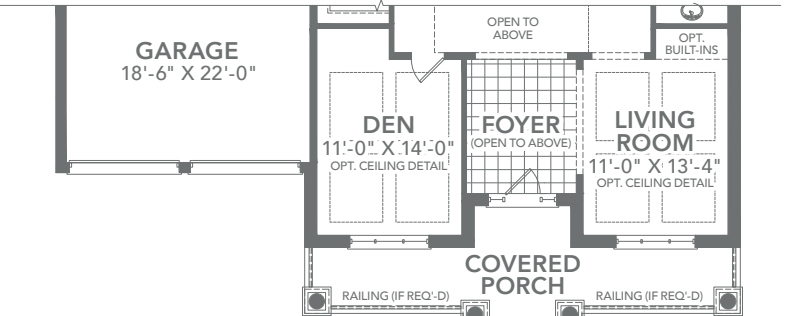 OPEN TO
ABOVE
OPT.
BUILT-INS
GARAGE
18'-6" X 22'-0"
DEN
11'-0" X 14'-0"
OPT. CEILING DETAIL
FOYER
(OPEN TO ABOVE)
LIVING
ROOM
11'-0" X 13'-4"
OPT. CEILING DETAIL
COVERED
PORCH
RAILING (IF REQ'-D)
RAILING (IF REQ'-D)